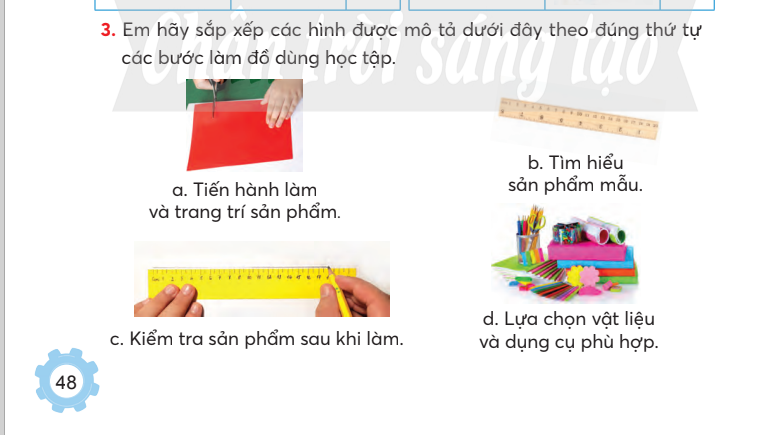 Chân trời sáng tạo
3. Em hãy sắp xếp các hình được mô tả dưới đây theo đúng thứ tự
các bước làm đồ dùng học tập.
a. Tiến hành làm
và trang trí sản phẩm.
b. Tìm hiểu
sản phẩm mẫu.
c. Kiểm tra sản phẩm sau khi làm.
d. Lựa chọn vật liệu
và dụng cụ phù hợp.
48